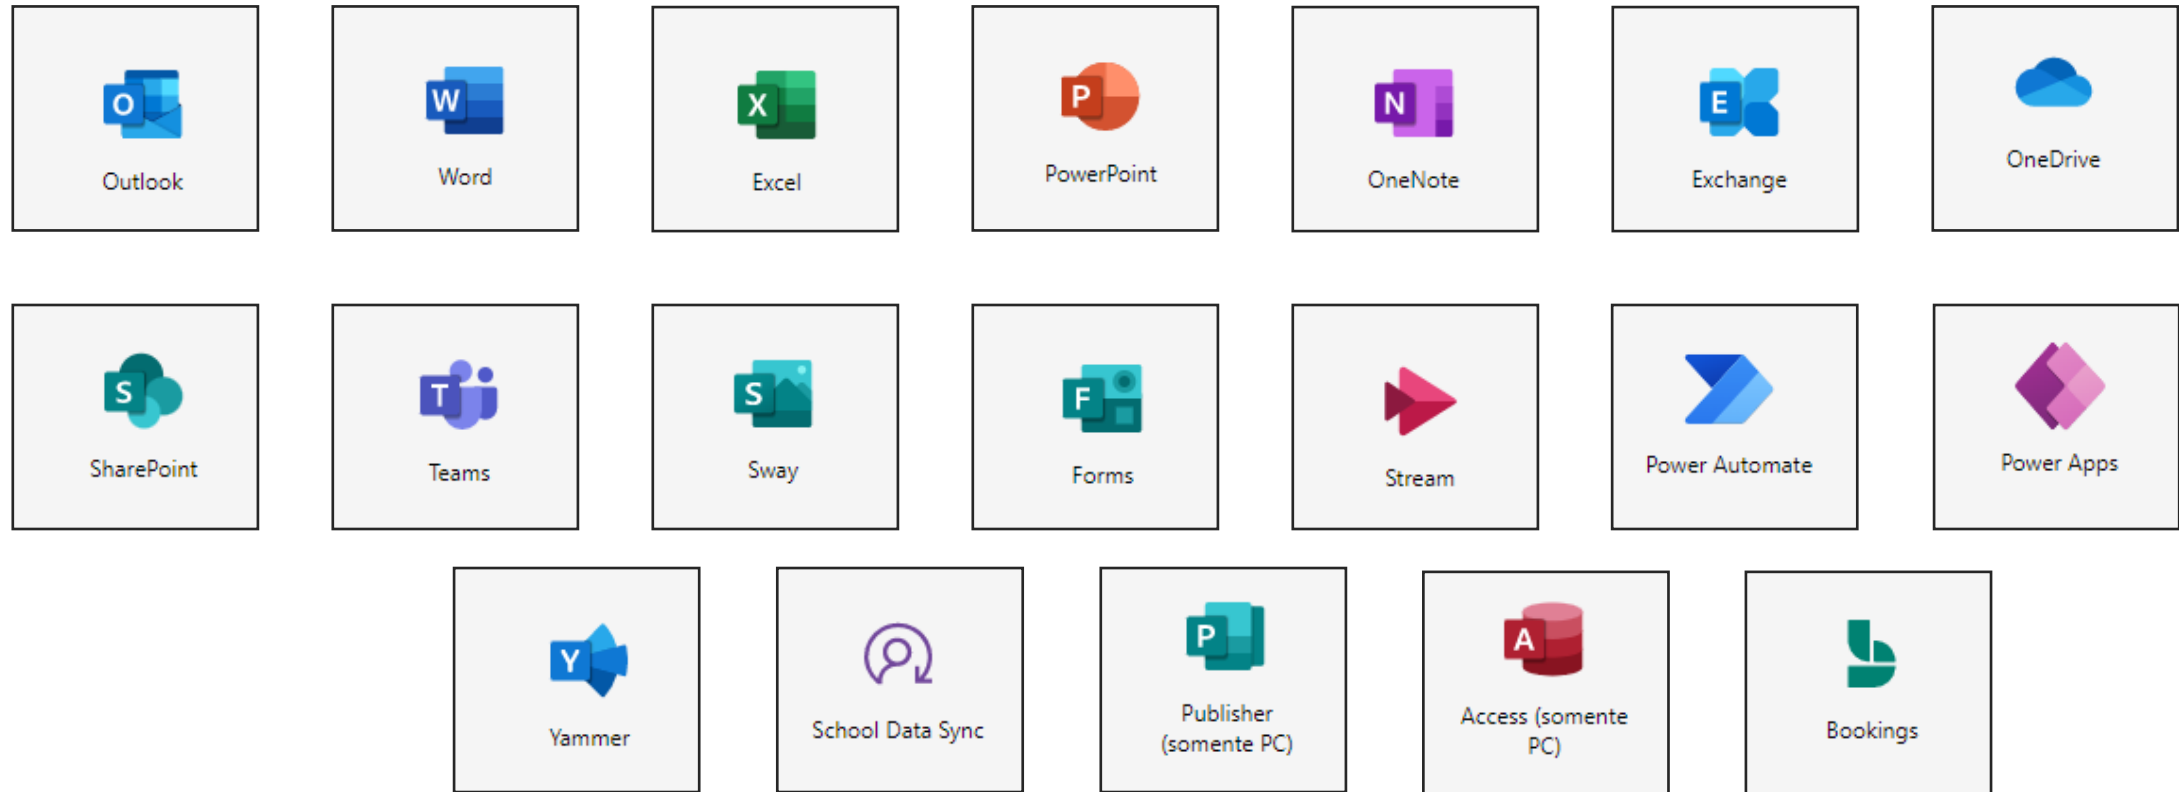 O
W
X
P
N
E
Outlook
Word
Excel
PowerPoint
OneNote
Exchange
OneDrive
S
T
S
F
SharePoint
Teams
Sway
Forms
Stream
Power Automate
Power Apps
Y
P
A
Yammer
School Data Sync
Publisher
(somente PC)
Access (somente
PC)
Bookings